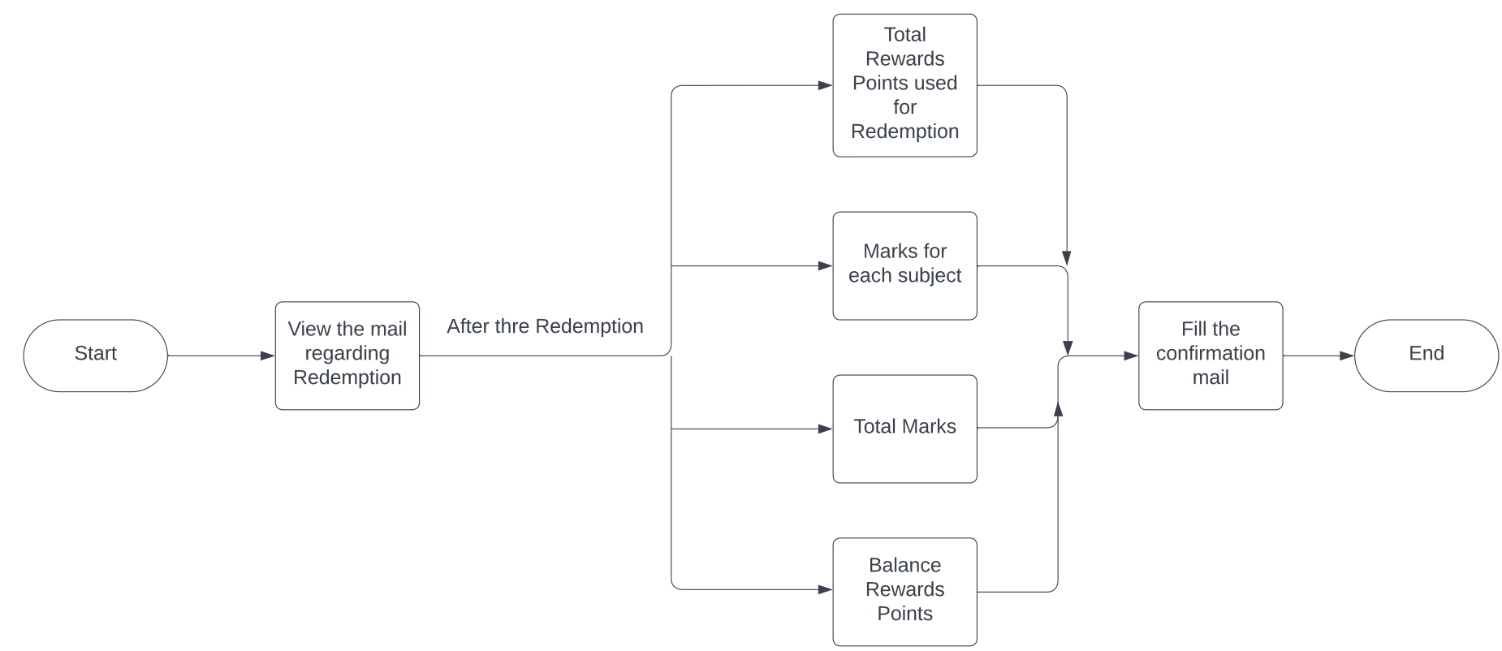 Start
View the mail
regarding
Redemption
After thre Redemption
Total
Rewards
Points used
for
Redemption
Marks for
each subject
Total Marks
Balance
Rewards
Points
Fill the
confirmation
mail
End